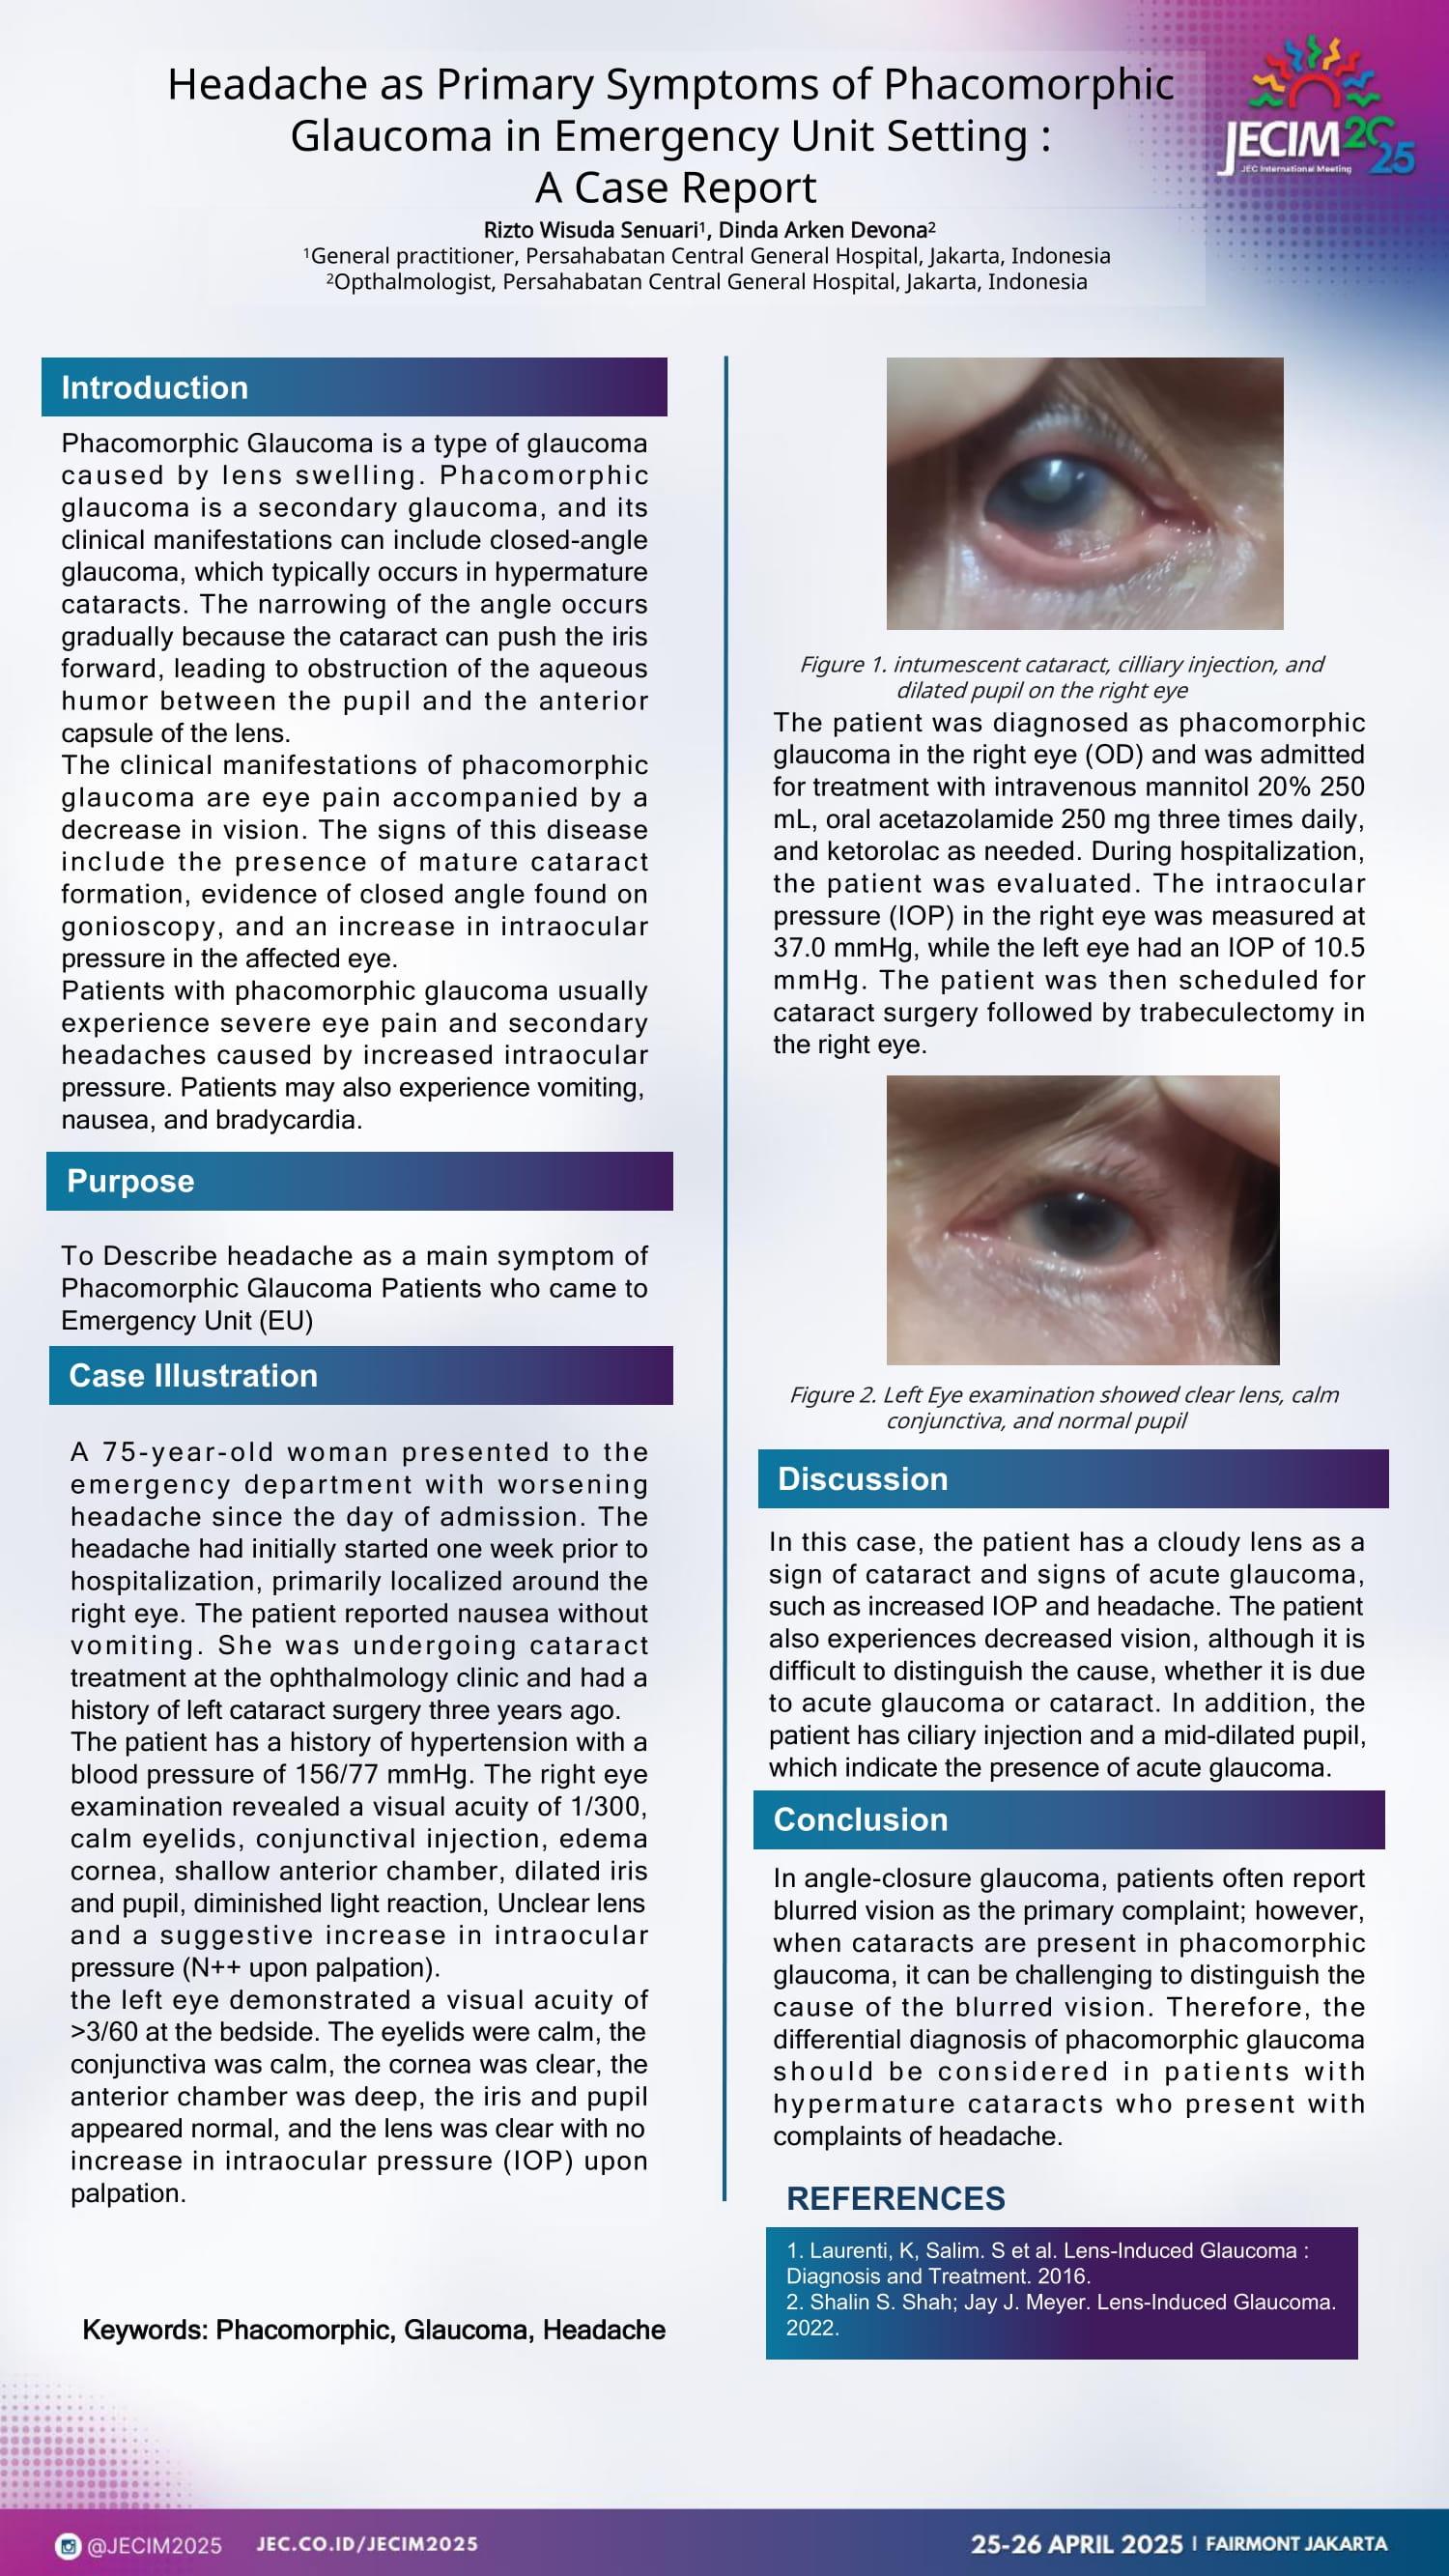 Headache as Primary Symptoms of Phacomorphic
Glaucoma in Emergency Unit Setting :
A Case Report
Rizto Wisuda Senuari¹, Dinda Arken Devona²
¹General practitioner, Persahabatan Central General Hospital, Jakarta, Indonesia
²Opthalmologist, Persahabatan Central General Hospital, Jakarta, Indonesia
JECIM 2025
JEC International Meeting
Introduction
Phacomorphic Glaucoma is a type of glaucoma
caused by lens swelling. Phacomorphic
glaucoma is a secondary glaucoma, and its
clinical manifestations can include closed-angle
glaucoma, which typically occurs in hypermature
cataracts. The narrowing of the angle occurs
gradually because the cataract can push the iris
forward, leading to obstruction of the aqueous
humor between the pupil and the anterior
capsule of the lens.
The clinical manifestations of phacomorphic
glaucoma are eye pain accompanied by a
decrease in vision. The signs of this disease
include the presence of mature cataract
formation, evidence of closed angle found on
gonioscopy, and an increase in intraocular
pressure in the affected eye.
Patients with phacomorphic glaucoma usually
experience severe eye pain and secondary
headaches caused by increased intraocular
pressure. Patients may also experience vomiting,
nausea, and bradycardia.
Purpose
To Describe headache as a main symptom of
Phacomorphic Glaucoma Patients who came to
Emergency Unit (EU)
Case Illustration
A 75-year-old woman presented to the
emergency department with worsening
headache since the day of admission. The
headache had initially started one week prior to
hospitalization, primarily localized around the
right eye. The patient reported nausea without
vomiting. She was undergoing cataract
treatment at the ophthalmology clinic and had a
history of left cataract surgery three years ago.
The patient has a history of hypertension with a
blood pressure of 156/77 mmHg. The right eye
examination revealed a visual acuity of 1/300,
calm eyelids, conjunctival injection, edema
cornea, shallow anterior chamber, dilated iris
and pupil, diminished light reaction, Unclear lens
and a suggestive increase in intraocular
pressure (N++ upon palpation).
the left eye demonstrated a visual acuity of
>3/60 at the bedside. The eyelids were calm, the
conjunctiva was calm, the cornea was clear, the
anterior chamber was deep, the iris and pupil
appeared normal, and the lens was clear with no
increase in intraocular pressure (IOP) upon
palpation.
Keywords: Phacomorphic, Glaucoma, Headache
Figure 1. intumescent cataract, cilliary injection, and
dilated pupil on the right eye
The patient was diagnosed as phacomorphic
glaucoma in the right eye (OD) and was admitted
for treatment with intravenous mannitol 20% 250
mL, oral acetazolamide 250 mg three times daily,
and ketorolac as needed. During hospitalization,
the patient was evaluated. The intraocular
pressure (IOP) in the right eye was measured at
37.0 mmHg, while the left eye had an IOP of 10.5
mmHg. The patient was then scheduled for
cataract surgery followed by trabeculectomy in
the right eye.
Figure 2. Left Eye examination showed clear lens, calm
conjunctiva, and normal pupil
Discussion
In this case, the patient has a cloudy lens as a
sign of cataract and signs of acute glaucoma,
such as increased IOP and headache. The patient
also experiences decreased vision, although it is
difficult to distinguish the cause, whether it is due
to acute glaucoma or cataract. In addition, the
patient has ciliary injection and a mid-dilated pupil,
which indicate the presence of acute glaucoma.
Conclusion
In angle-closure glaucoma, patients often report
blurred vision as the primary complaint; however,
when cataracts are present in phacomorphic
glaucoma, it can be challenging to distinguish the
cause of the blurred vision. Therefore, the
differential diagnosis of phacomorphic glaucoma
should be considered in patients with
hypermature cataracts who present with
complaints of headache.
REFERENCES
1. Laurenti, K, Salim. S et al. Lens-Induced Glaucoma :
Diagnosis and Treatment. 2016.
2. Shalin S. Shah; Jay J. Meyer. Lens-Induced Glaucoma.
2022.
@JECIM2025 JEC.CO.ID/JECIM2025
25-26 APRIL 2025 | FAIRMONT JAKARTA